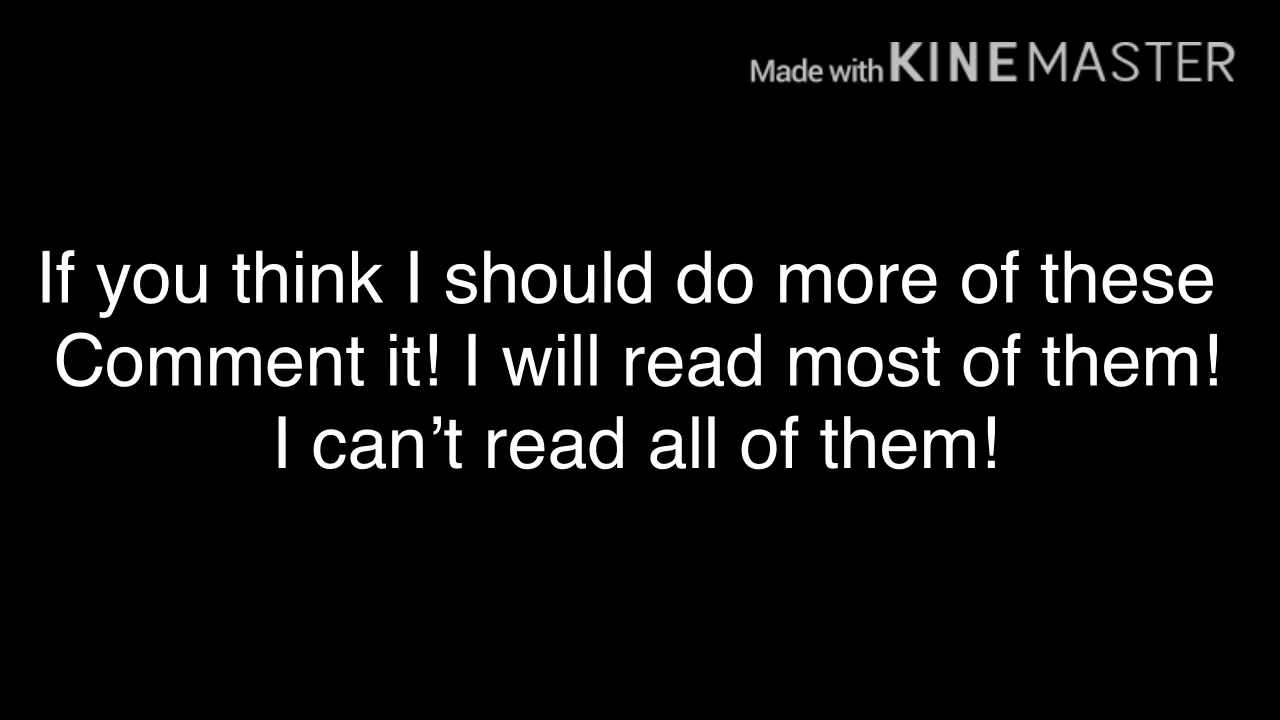 Made with KINEMASTER
If you think I should do more of these
Comment it! I will read most of them!
I can’t read all of them!